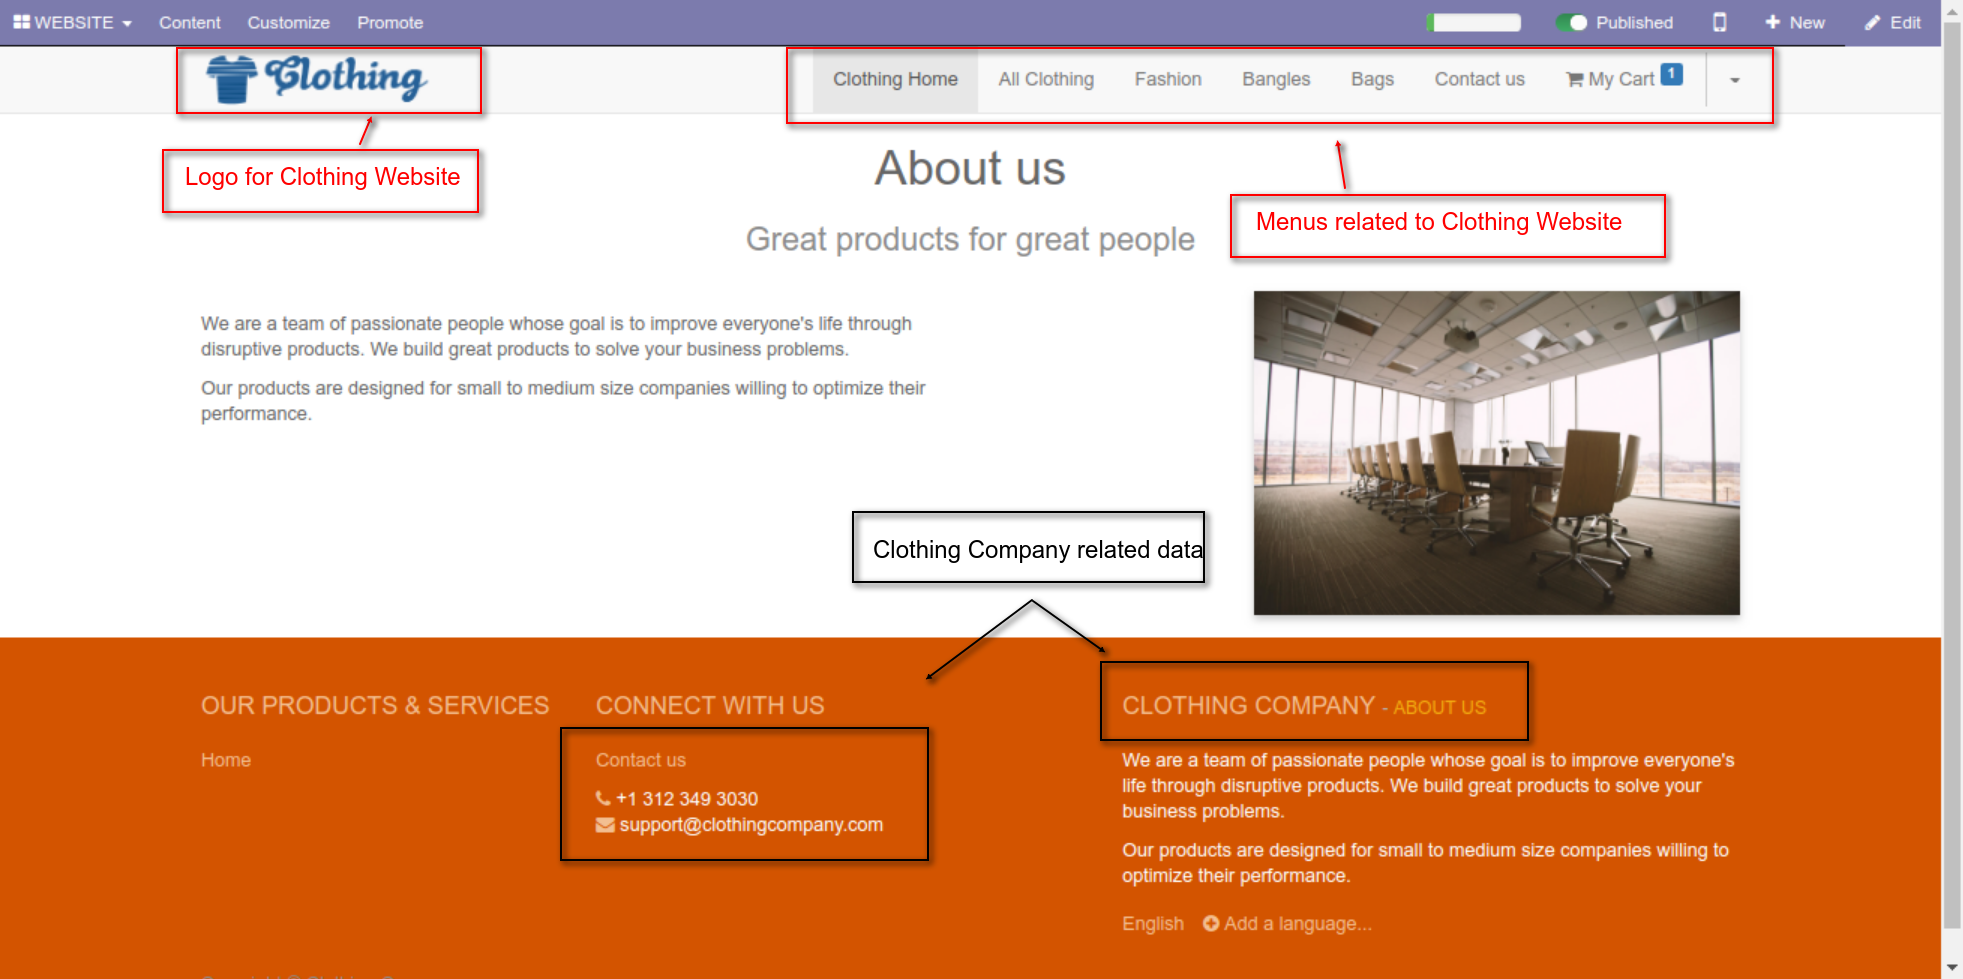 WEBSITE Content Customize Promote Published New Edit
Clothing
Clothing Home All Clothing Fashion Bangles Bags Contact us My Cart 1
Logo for Clothing Website
Menus related to Clothing Website
About us
Great products for great people
We are a team of passionate people whose goal is to improve everyone's life through
disruptive products. We build great products to solve your business problems.
Our products are designed for small to medium size companies willing to optimize their
performance.
Clothing Company related data
OUR PRODUCTS & SERVICES
Home
CONNECT WITH US
Contact us
+1 312 349 3030
support@clothingcompany.com
CLOTHING COMPANY - ABOUT US
We are a team of passionate people whose goal is to improve everyone's
life through disruptive products. We build great products to solve your
business problems.
Our products are designed for small to medium size companies willing to
optimize their performance.
English Add a language...